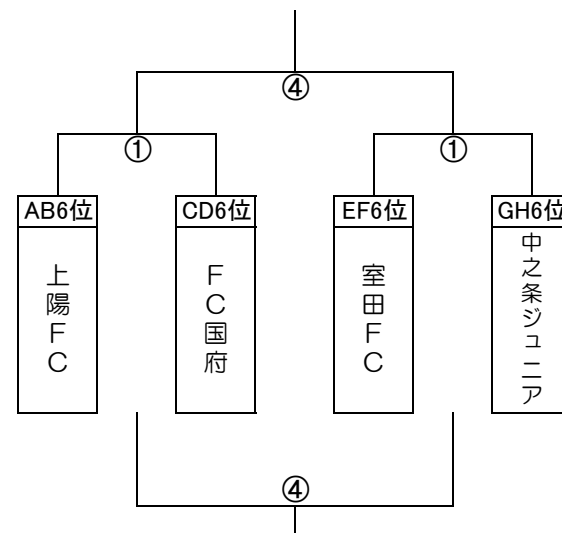 ④
①
①
AB6位
CD6位
EF6位
GH6位
上陽FC
FC国府
室田FC
中之条ジュニア
④